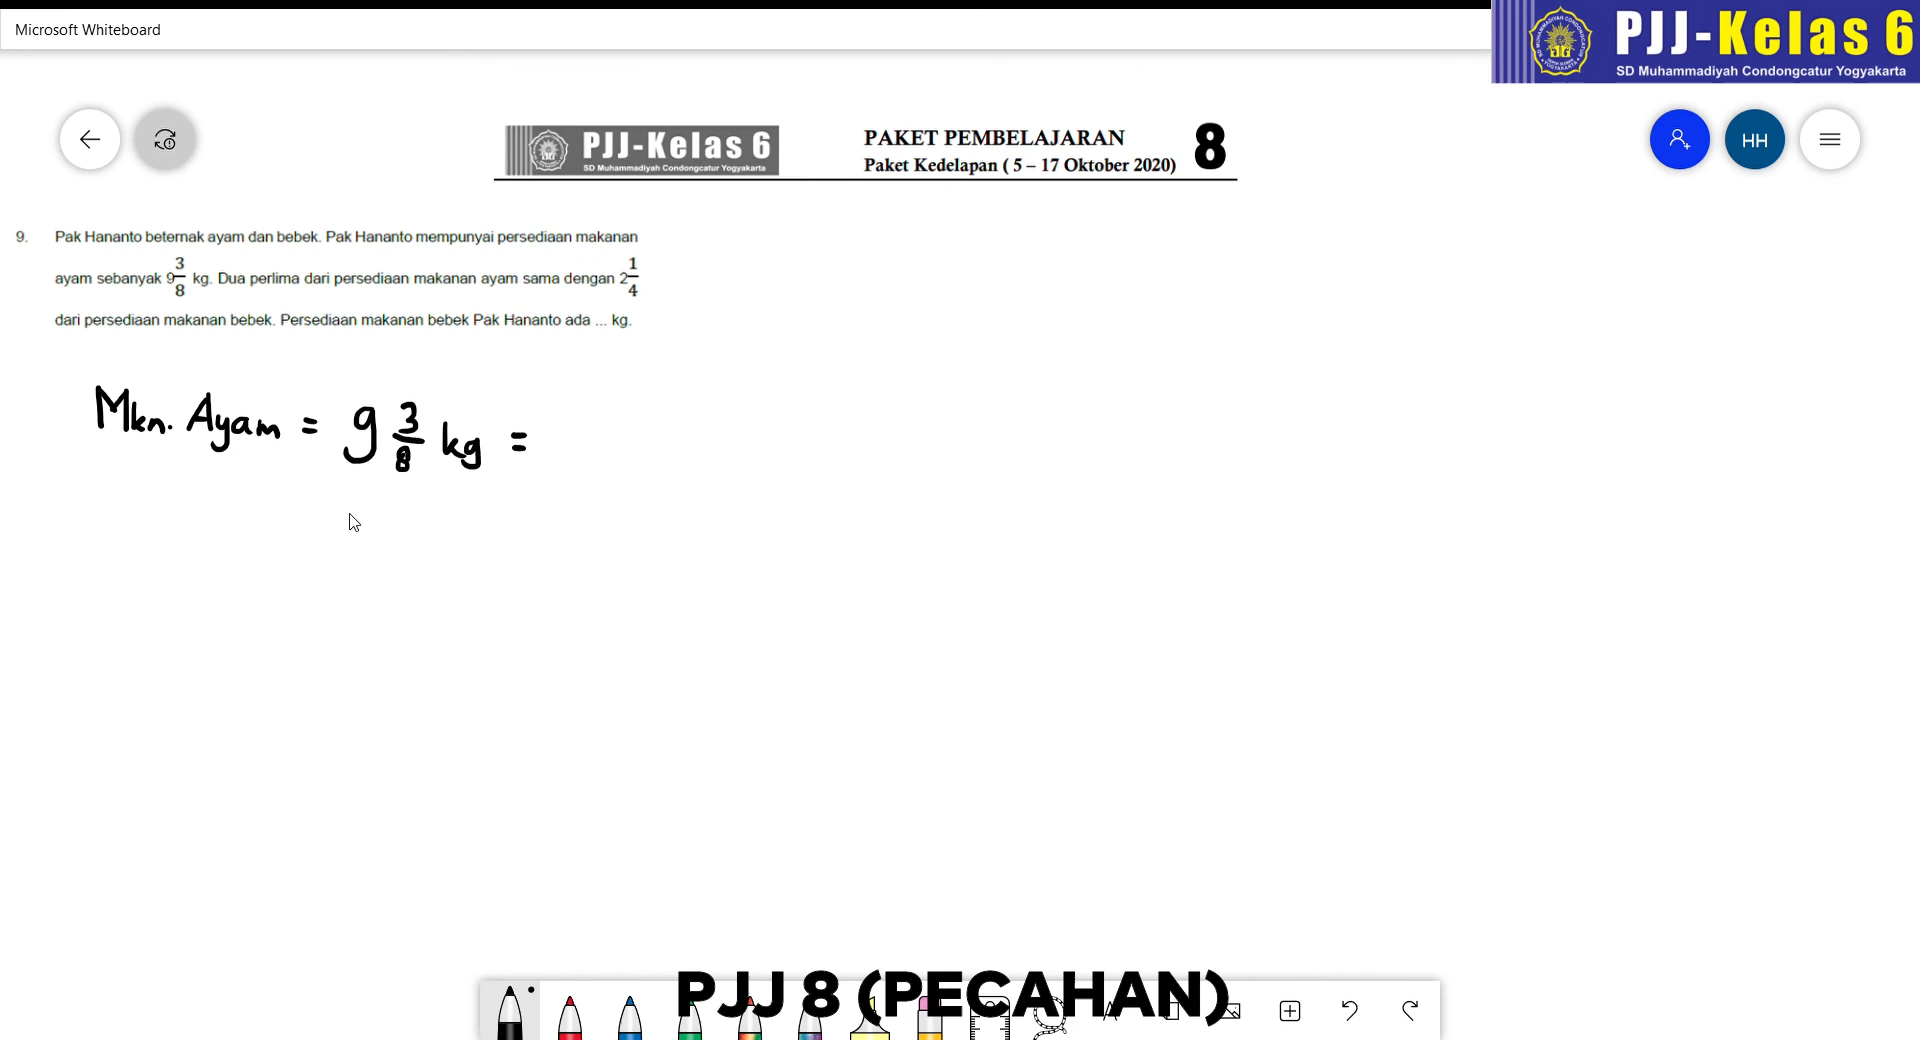 Microsoft Whiteboard
PJJ-Kelas 6
SD Muhammadiyah Condongcatur Yogyakarta
HH
PJJ-Kelas 6
SD Muhammadiyah Condongcatur Yogyakarta
PAKET PEMBELAJARAN
Paket Kedelapan ( 5 – 17 Oktober 2020)
8
9. Pak Hananto beternak ayam dan bebek. Pak Hananto mempunyai persediaan makanan
ayam sebanyak 9 3/8 kg. Dua perlima dari persediaan makanan ayam sama dengan 2 1/4
dari persediaan makanan bebek. Persediaan makanan bebek Pak Hananto ada ... kg.
Mkn. Ayam = 9 3/8 kg =
PJJ 8 (PECAHAN)